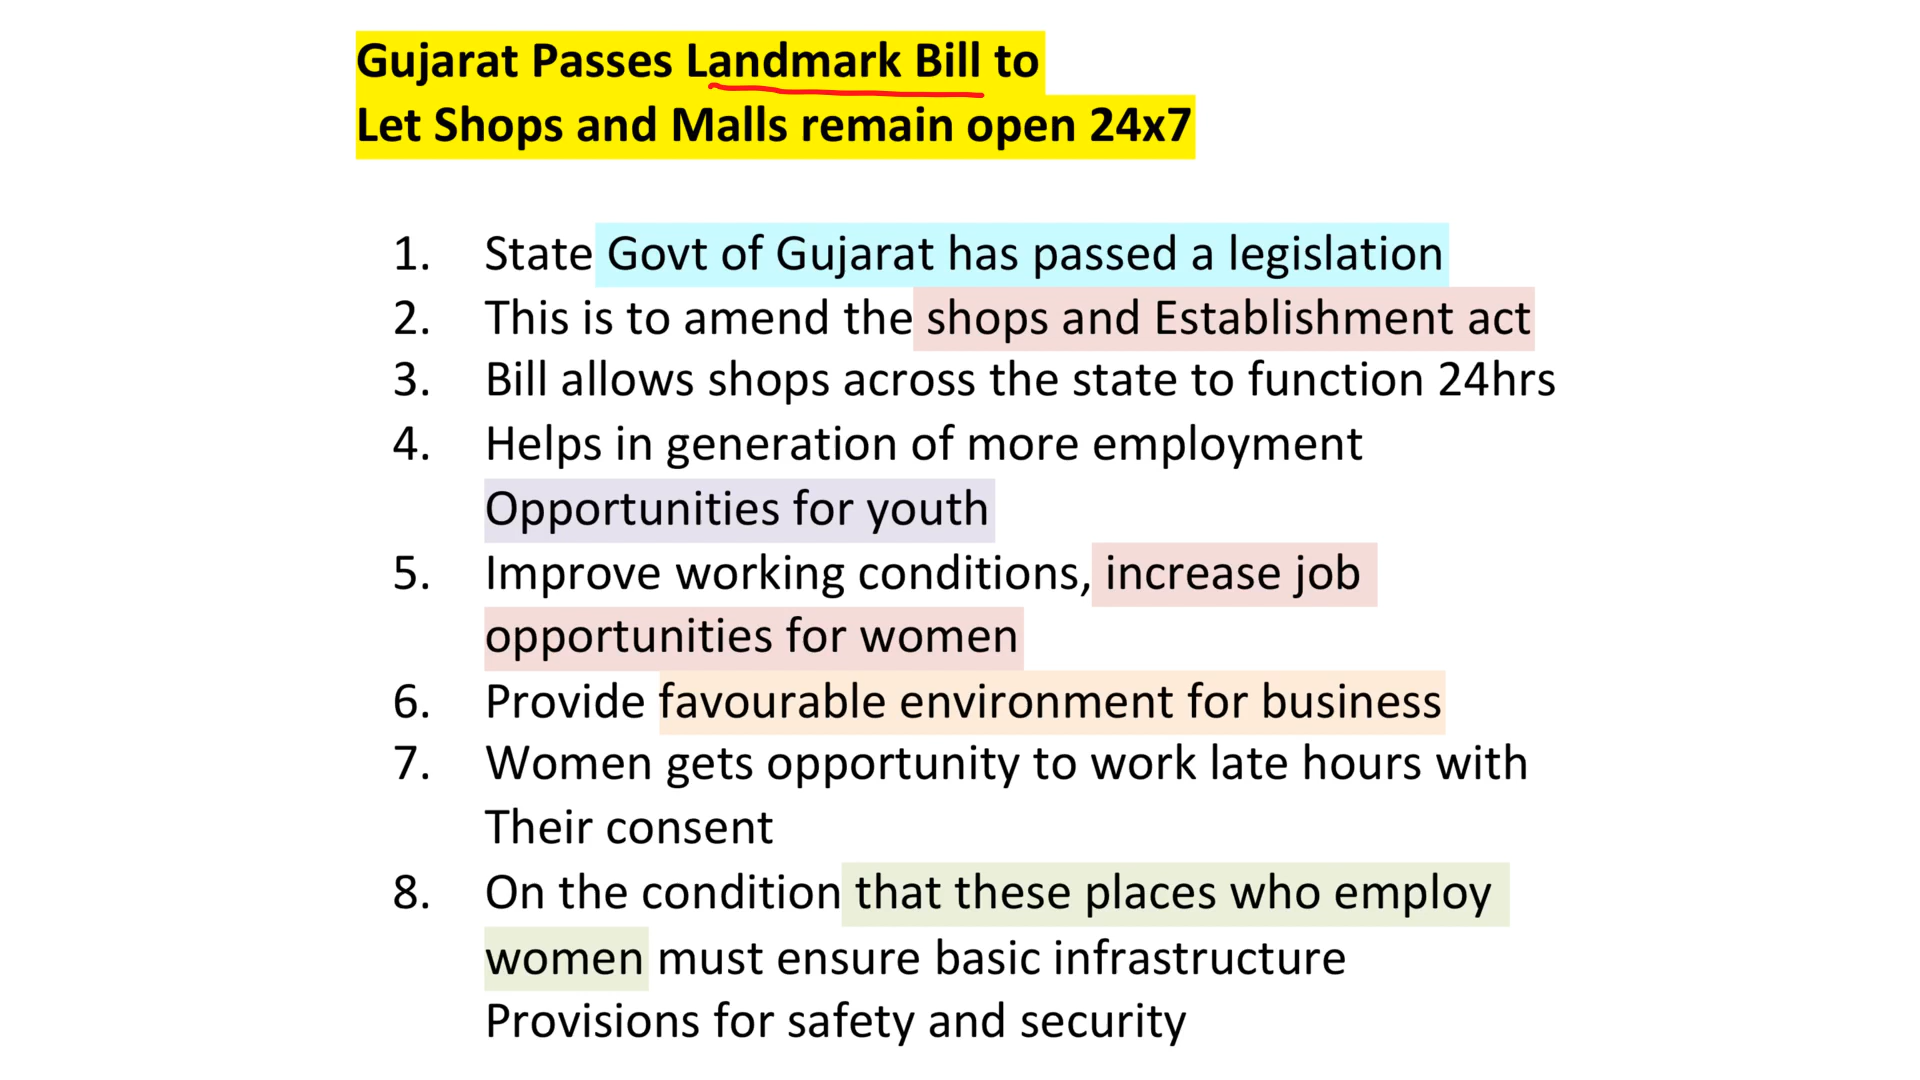 Gujarat Passes Landmark Bill to
Let Shops and Malls remain open 24x7
1. State Govt of Gujarat has passed a legislation
2. This is to amend the shops and Establishment act
3. Bill allows shops across the state to function 24hrs
4. Helps in generation of more employment
Opportunities for youth
5. Improve working conditions, increase job
opportunities for women
6. Provide favourable environment for business
7. Women gets opportunity to work late hours with
Their consent
8. On the condition that these places who employ
women must ensure basic infrastructure
Provisions for safety and security